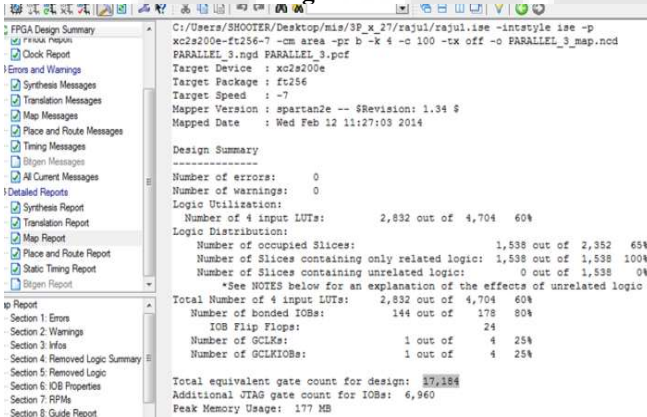 FPGA Design Summary
Pinout Report
Clock Report
Errors and Warnings
Synthesis Messages
Translation Messages
Map Messages
Place and Route Messages
Timing Messages
Bitgen Messages
All Current Messages
Detailed Reports
Synthesis Report
Translation Report
Map Report
Place and Route Report
Static Timing Report
Bitgen Report
ap Report
Section 1: Errors
Section 2: Warnings
Section 3: Infos
Section 4: Removed Logic Summary
Section 5: Removed Logic
Section 6: IOB Properties
Section 7: RPMs
Section 8: Guide Report
C:/Users/SHOOTER/Desktop/mis/3P_x_27/rajul/rajul.ise -intstyle ise -p
xc2s200e-ft256-7 -cm area -pr b -k 4 -c 100 -tx off -o PARALLEL_3_map.ncd
PARALLEL_3.ngd PARALLEL_3.pcf
Target Device : xc2s200e
Target Package : ft256
Target Speed : -7
Mapper Version : spartan2e -- $Revision: 1.34 $
Mapped Date : Wed Feb 12 11:27:03 2014
Design Summary
--------------
Number of errors: 0
Number of warnings: 0
Logic Utilization:
Number of 4 input LUTs: 2,832 out of 4,704 60%
Logic Distribution:
Number of occupied Slices: 1,538 out of 2,352 65%
Number of Slices containing only related logic: 1,538 out of 1,538 100%
Number of Slices containing unrelated logic: 0 out of 1,538 0%
*See NOTES below for an explanation of the effects of unrelated logic
Total Number of 4 input LUTs: 2,832 out of 4,704 60%
Number of bonded IOBs: 144 out of 178 80%
IOB Flip Flops: 24
Number of GCLKs: 1 out of 4 25%
Number of GCLKIOBs: 1 out of 4 25%
Total equivalent gate count for design: 17,184
Additional JTAG gate count for IOBs: 6,960
Peak Memory Usage: 177 MB